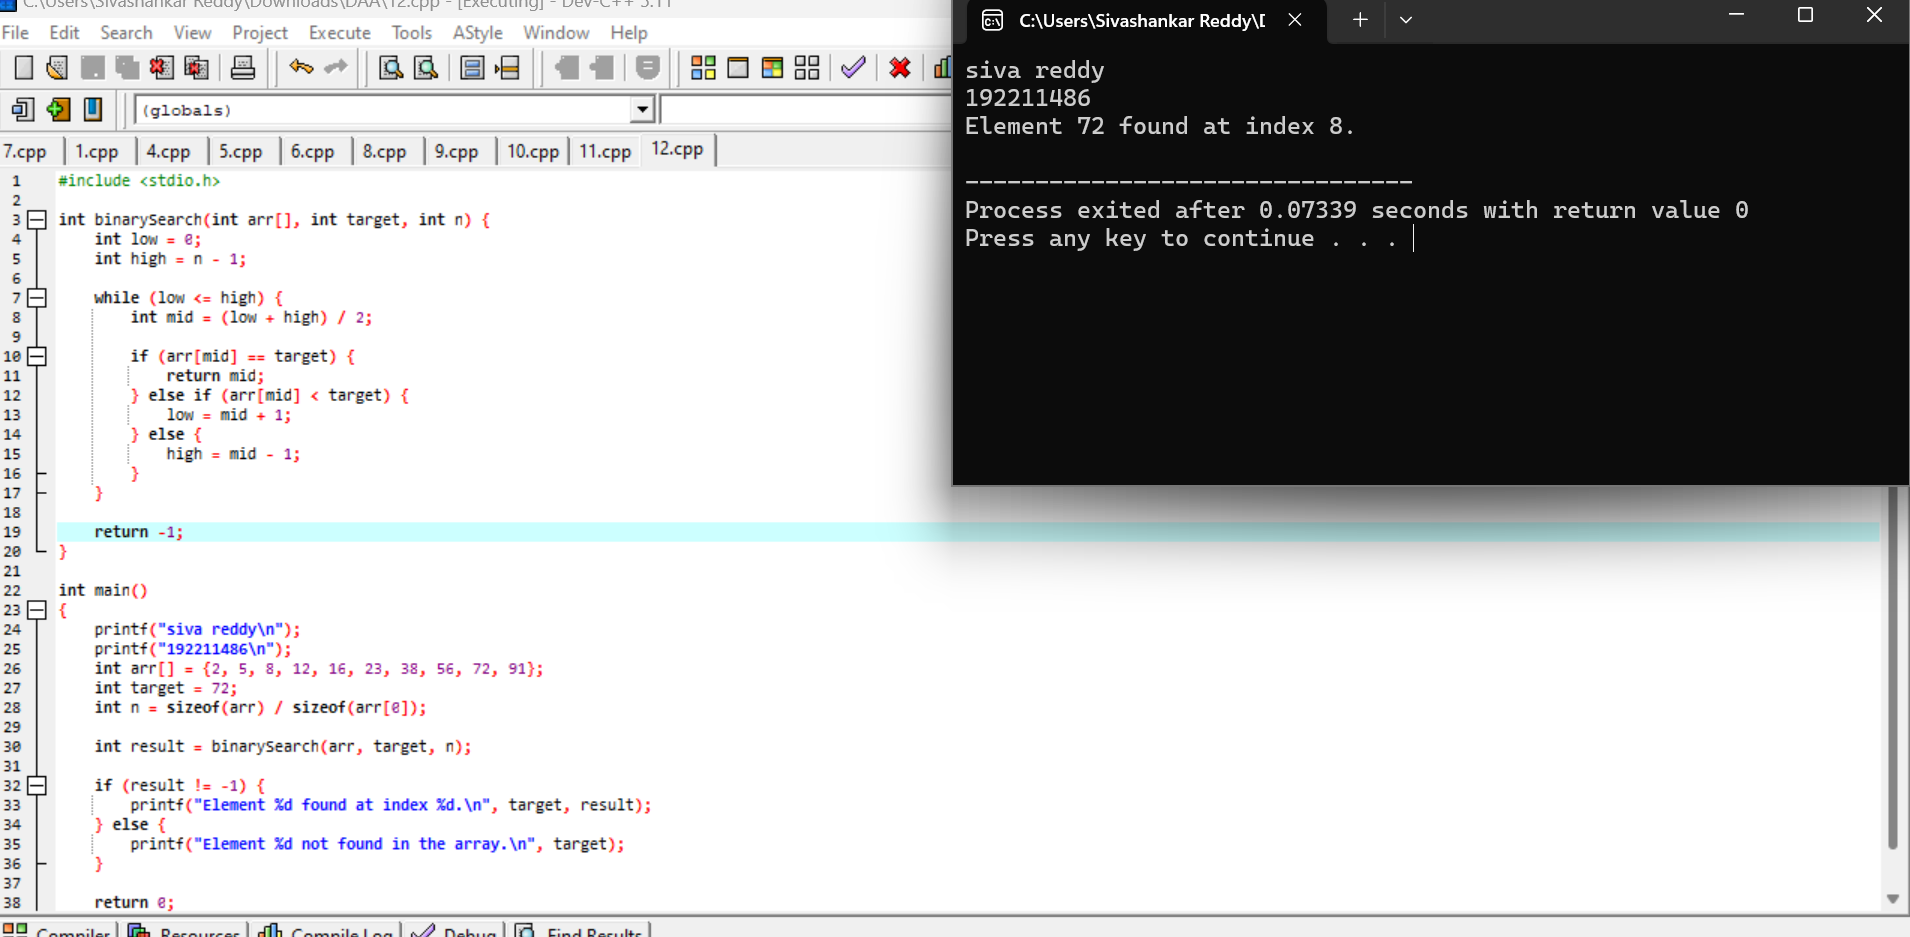 C:\Users\Sivashankar Reddy\Downloads\DAA\12.cpp - [Executing] - Dev-C++ 5.11
File Edit Search View Project Execute Tools AStyle Window Help
(globals)
7.cpp 1.cpp 4.cpp 5.cpp 6.cpp 8.cpp 9.cpp 10.cpp 11.cpp 12.cpp
1 #include <stdio.h>
2
3 int binarySearch(int arr[], int target, int n) {
4 int low = 0;
5 int high = n - 1;
6
7 while (low <= high) {
8 int mid = (low + high) / 2;
9
10 if (arr[mid] == target) {
11 return mid;
12 } else if (arr[mid] < target) {
13 low = mid + 1;
14 } else {
15 high = mid - 1;
16 }
17 }
18
19 return -1;
20 }
21
22 int main()
23 {
24 printf("siva reddy\n");
25 printf("192211486\n");
26 int arr[] = {2, 5, 8, 12, 16, 23, 38, 56, 72, 91};
27 int target = 72;
28 int n = sizeof(arr) / sizeof(arr[0]);
29
30 int result = binarySearch(arr, target, n);
31
32 if (result != -1) {
33 printf("Element %d found at index %d.\n", target, result);
34 } else {
35 printf("Element %d not found in the array.\n", target);
36 }
37
38 return 0;
Compiler Resources Compile Log Debug Find Results
C:\Users\Sivashankar Reddy\D
siva reddy
192211486
Element 72 found at index 8.
--------------------------------
Process exited after 0.07339 seconds with return value 0
Press any key to continue . . .